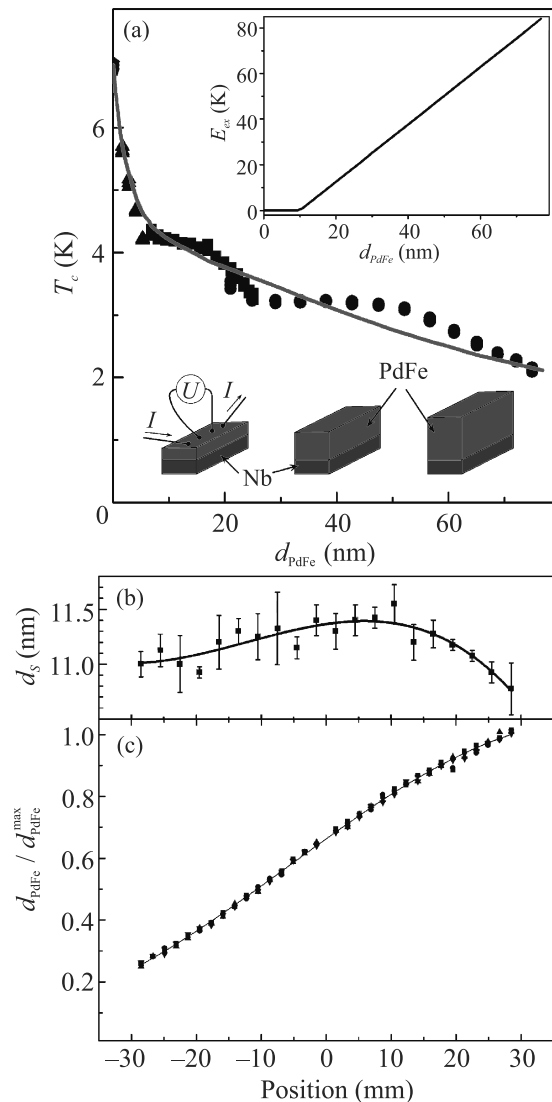 (a)
80
60
40
20
0
E_ex (K)
0 20 40 60
d_PdFe (nm)
6
4
2
0
T_c (K)
U
I I
PdFe
Nb
20 40 60
d_PdFe (nm)
(b)
11.5
11.0
d_S (nm)
(c)
1.0
0.8
0.6
0.4
0.2
d_PdFe / d_PdFe^max
–30 –20 –10 0 10 20 30
Position (mm)